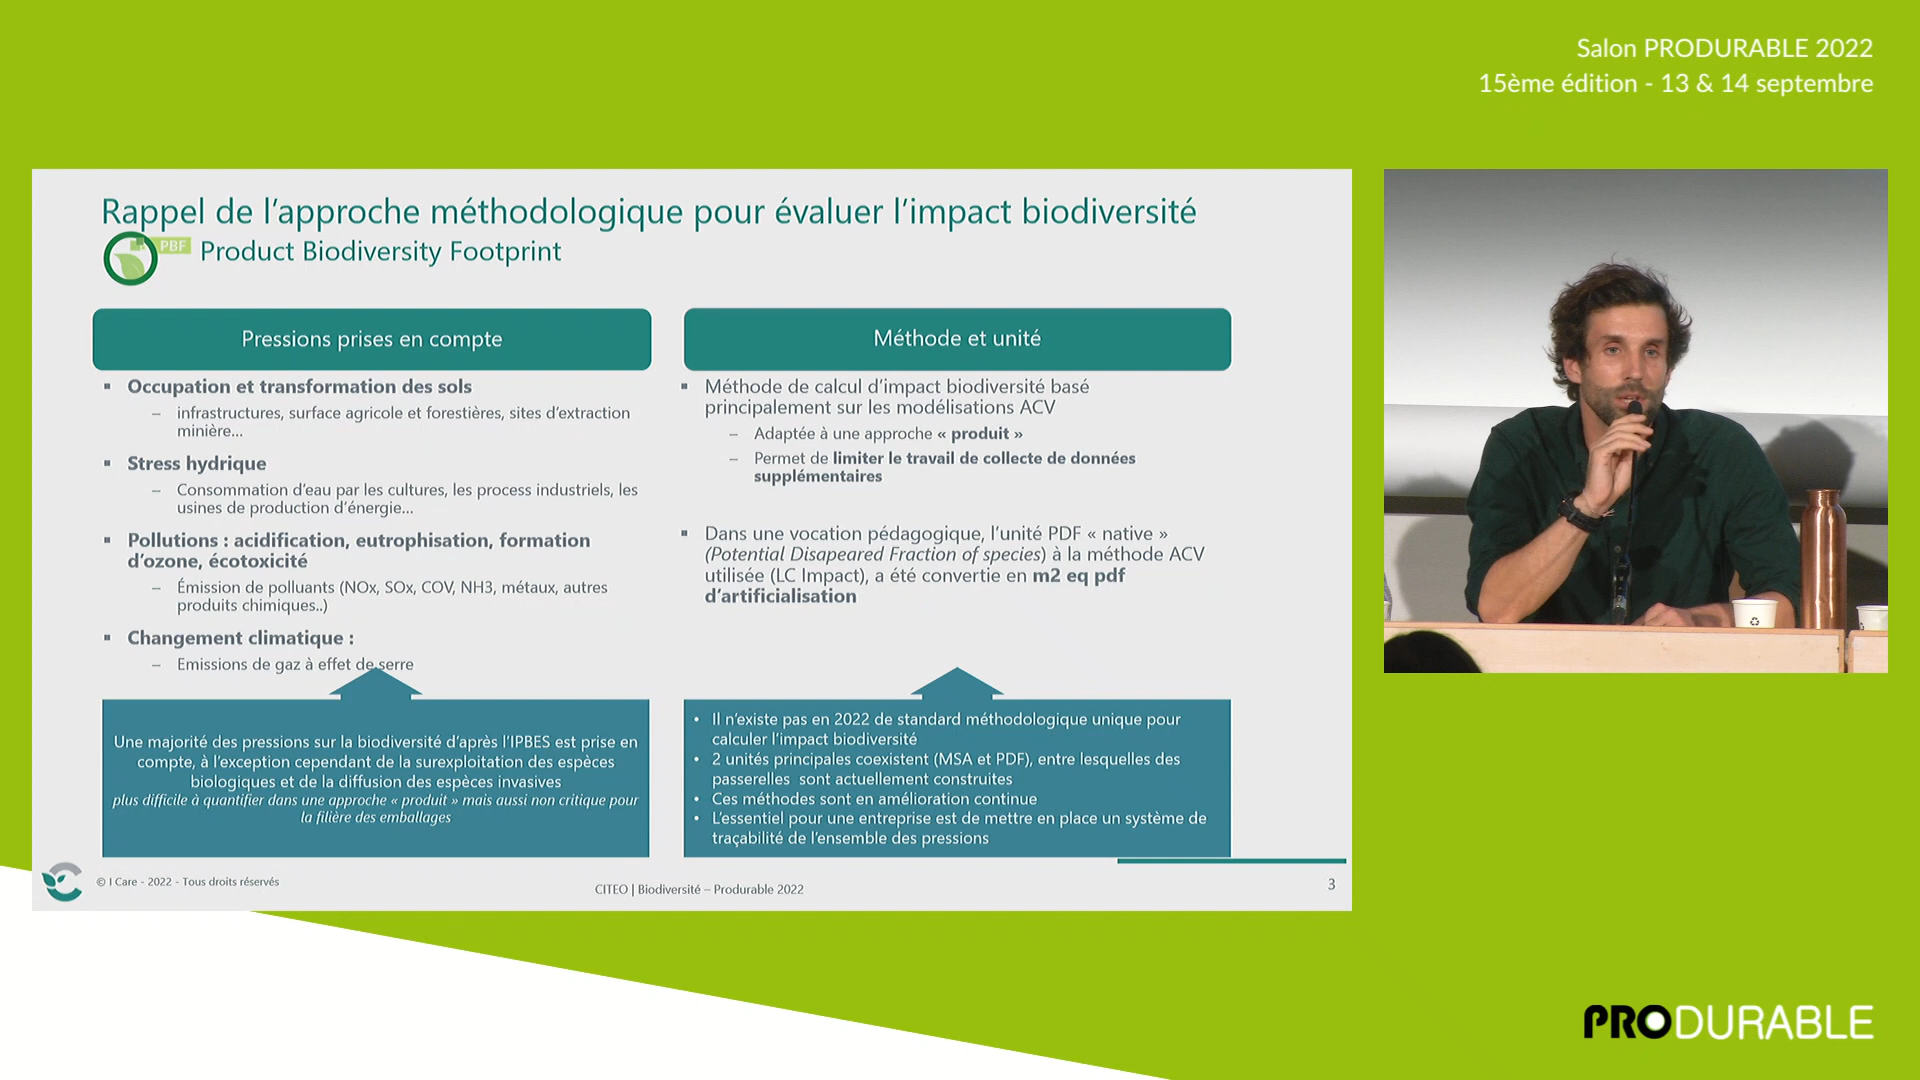 Salon PRODURABLE 2022
15ème édition - 13 & 14 septembre
Rappel de l’approche méthodologique pour évaluer l’impact biodiversité
PBF
Product Biodiversity Footprint
Pressions prises en compte
▪ Occupation et transformation des sols
– infrastructures, surface agricole et forestières, sites d’extraction
minière...
▪ Stress hydrique
– Consommation d’eau par les cultures, les process industriels, les
usines de production d’énergie...
▪ Pollutions : acidification, eutrophisation, formation
d’ozone, écotoxicité
– Émission de polluants (NOx, SOx, COV, NH3, métaux, autres
produits chimiques..)
▪ Changement climatique :
– Emissions de gaz à effet de serre
Une majorité des pressions sur la biodiversité d’après l’IPBES est prise en
compte, à l’exception cependant de la surexploitation des espèces
biologiques et de la diffusion des espèces invasives
plus difficile à quantifier dans une approche « produit » mais aussi non critique pour
la filière des emballages
Méthode et unité
▪ Méthode de calcul d’impact biodiversité basé
principalement sur les modélisations ACV
– Adaptée à une approche « produit »
– Permet de limiter le travail de collecte de données
supplémentaires
▪ Dans une vocation pédagogique, l’unité PDF « native »
(Potential Disapeared Fraction of species) à la méthode ACV
utilisée (LC Impact), a été convertie en m2 eq pdf
d’artificialisation
• Il n’existe pas en 2022 de standard méthodologique unique pour
calculer l’impact biodiversité
• 2 unités principales coexistent (MSA et PDF), entre lesquelles des
passerelles sont actuellement construites
• Ces méthodes sont en amélioration continue
• L’essentiel pour une entreprise est de mettre en place un système de
traçabilité de l’ensemble des pressions
© I Care - 2022 - Tous droits réservés
CITEO | Biodiversité – Produrable 2022
3
PRODURABLE